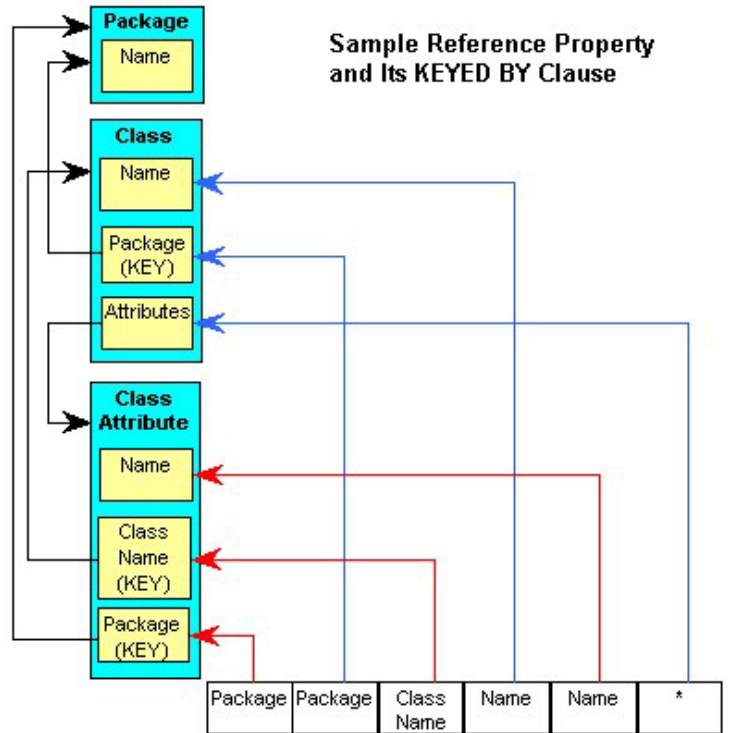 Package
Name
Sample Reference Property
and Its KEYED BY Clause
Class
Name
Package
(KEY)
Attributes
Class
Attribute
Name
Class
Name
(KEY)
Package
(KEY)
Package
Package
Class
Name
Name
Name
*